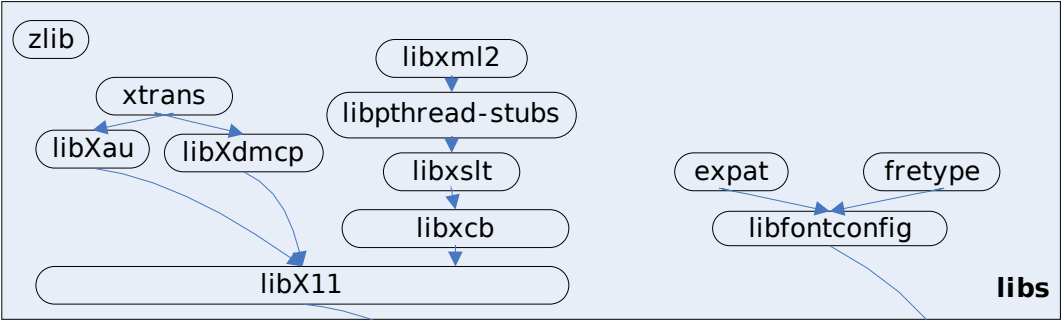 zlib
libxml2
xtrans
libpthread-stubs
libXau
libXdmcp
libxslt
expat
fretype
libxcb
libfontconfig
libX11
libs